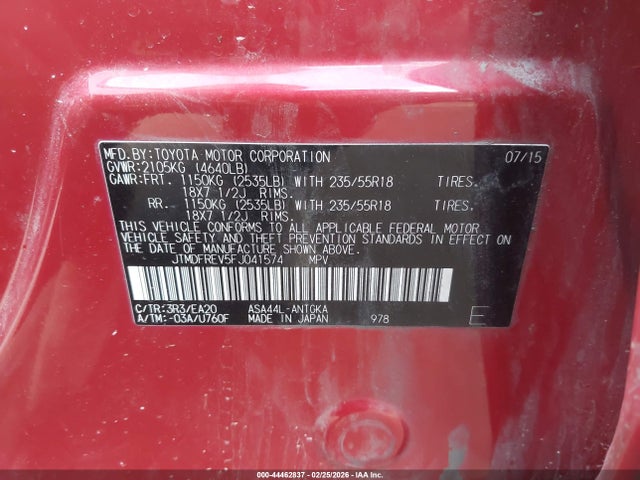 MFD.BY:TOYOTA MOTOR CORPORATION 07/15
GVWR:2105KG (4640LB)
GAWR:FRT. 1150KG (2535LB) WITH 235/55R18 TIRES.
18X7 1/2J RIMS.
RR. 1150KG (2535LB) WITH 235/55R18 TIRES.
18X7 1/2J RIMS.
THIS VEHICLE CONFORMS TO ALL APPLICABLE FEDERAL MOTOR
VEHICLE SAFETY AND THEFT PREVENTION STANDARDS IN EFFECT ON
THE DATE OF MANUFACTURE SHOWN ABOVE.
JTMDFREV5FJ041574 MPV
C/TR:3R3/EA20 ASA44L-ANTGKA
A/TM:-03A/U760F MADE IN JAPAN 978 E
000-44462837 - 02/25/2026 - IAA Inc.